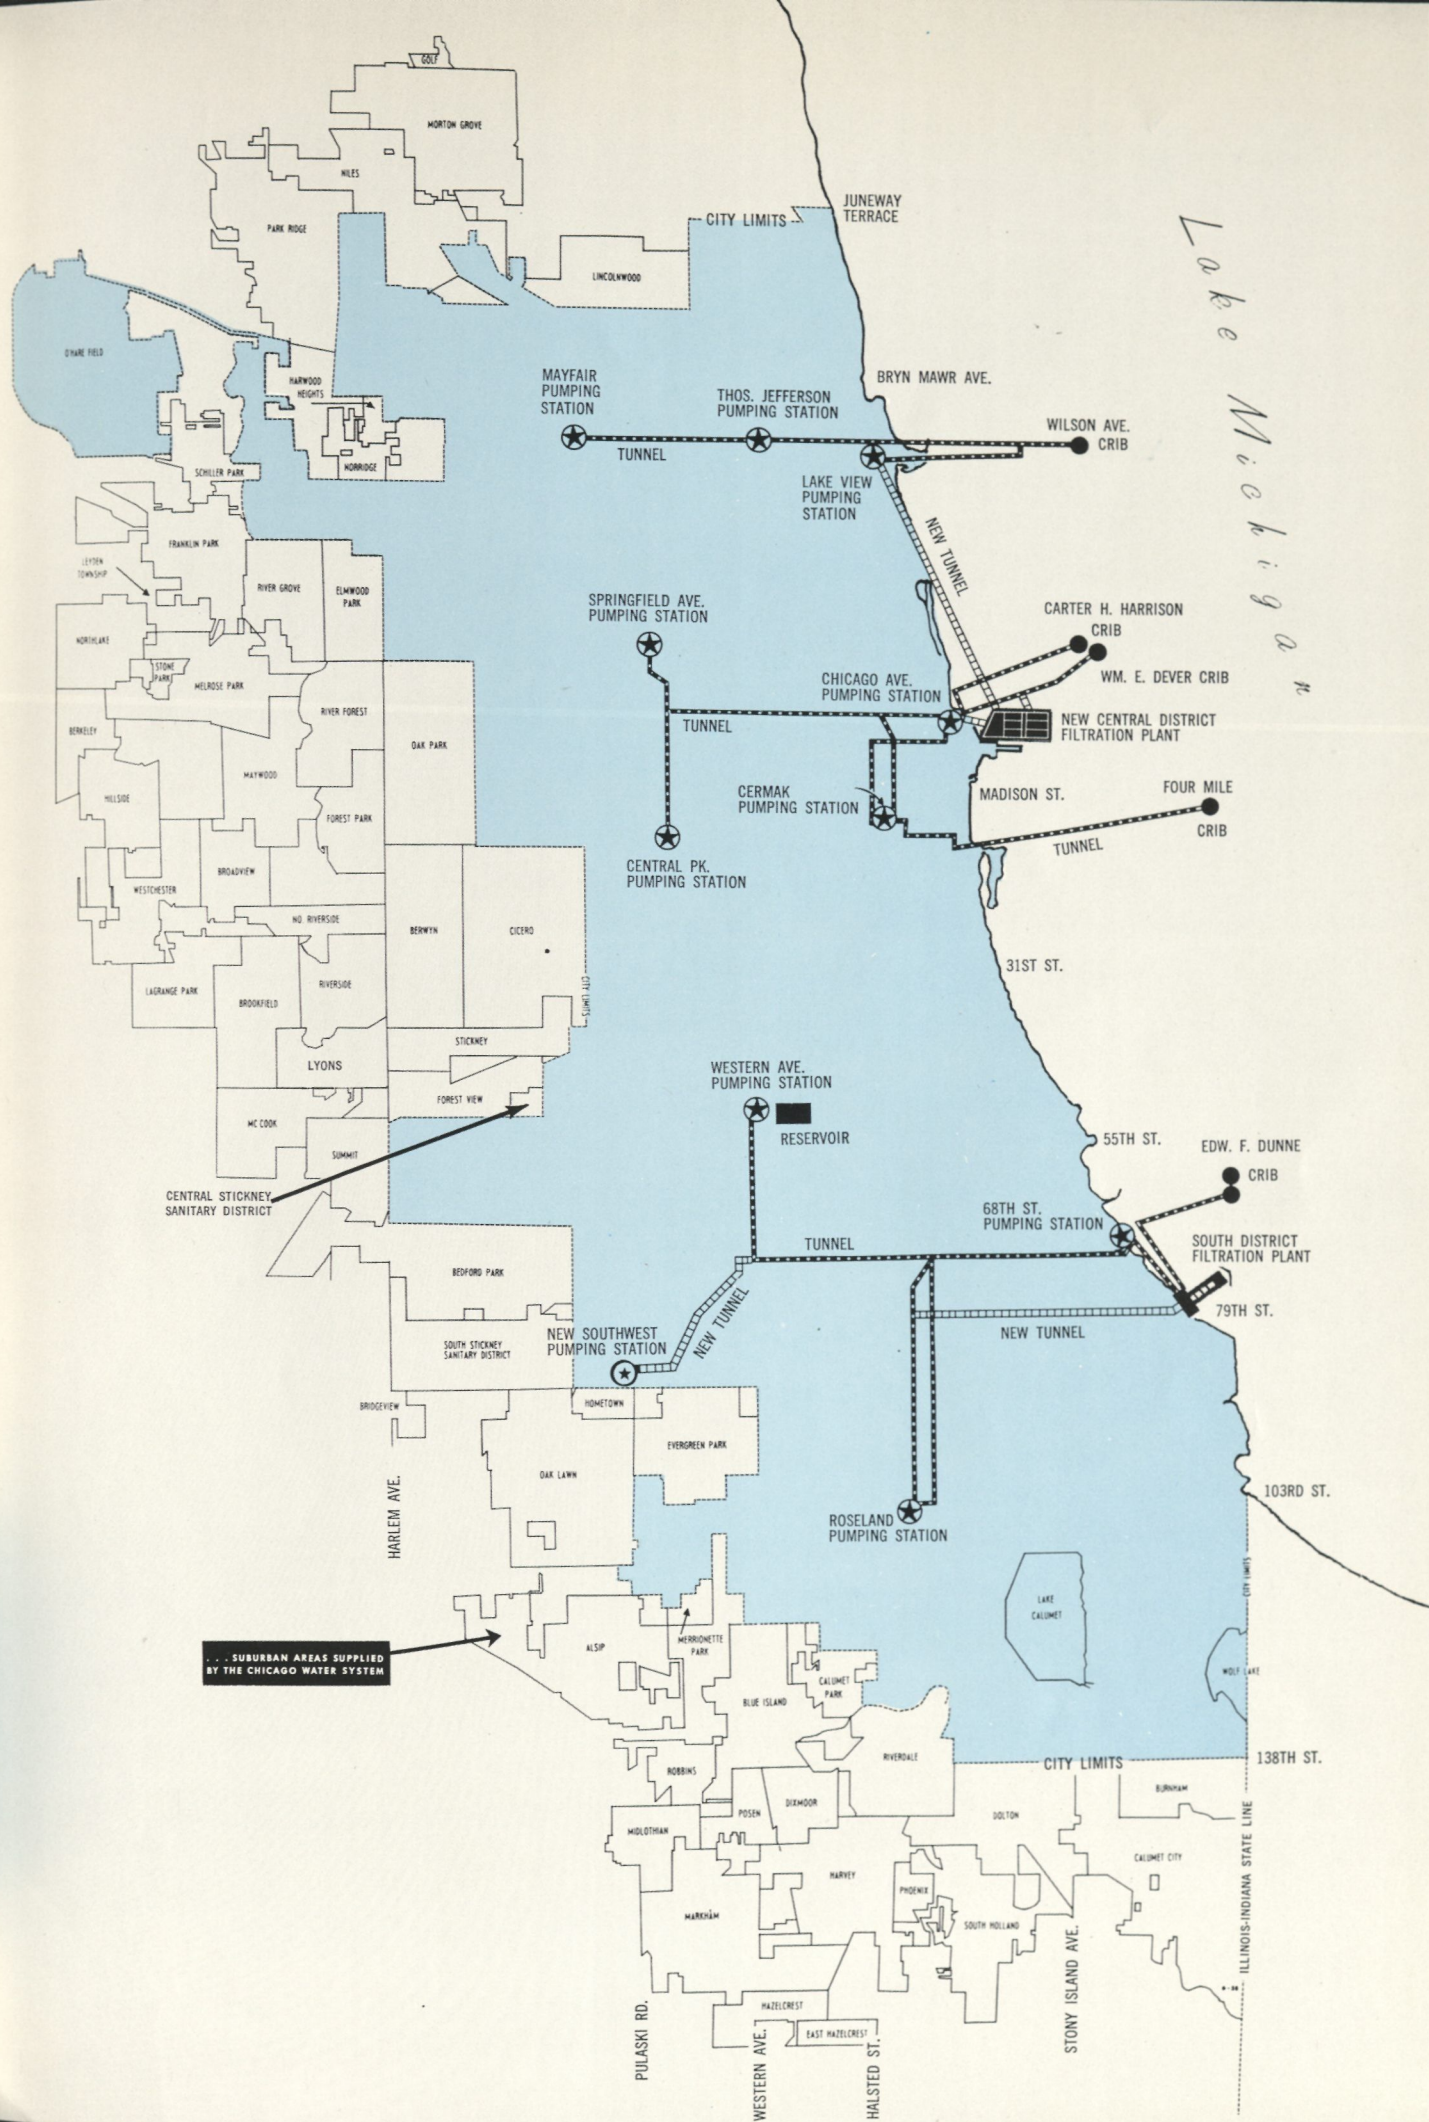 GOLF
MORTON GROVE
NILES
PARK RIDGE
JUNEWAY
TERRACE
CITY LIMITS
LINCOLNWOOD
Lake Michigan
O'HARE FIELD
HARWOOD
HEIGHTS
MAYFAIR
PUMPING
STATION
THOS. JEFFERSON
PUMPING STATION
BRYN MAWR AVE.
WILSON AVE.
CRIB
TUNNEL
NORRIDGE
SCHILLER PARK
LAKE VIEW
PUMPING
STATION
NEW TUNNEL
FRANKLIN PARK
LEYDEN
TOWNSHIP
RIVER GROVE
ELMWOOD
PARK
NORTHLAKE
STONE
PARK
MELROSE PARK
SPRINGFIELD AVE.
PUMPING STATION
CARTER H. HARRISON
CRIB
WM. E. DEVER CRIB
CHICAGO AVE.
PUMPING STATION
NEW CENTRAL DISTRICT
FILTRATION PLANT
TUNNEL
BERKELEY
RIVER FOREST
OAK PARK
MAYWOOD
HILLSIDE
FOREST PARK
CERMAK
PUMPING STATION
MADISON ST.
FOUR MILE
CRIB
TUNNEL
CENTRAL PK.
PUMPING STATION
BROADVIEW
WESTCHESTER
NO. RIVERSIDE
BERWYN
CICERO
31ST ST.
LAGRANGE PARK
BROOKFIELD
RIVERSIDE
CITY LIMITS
STICKNEY
LYONS
WESTERN AVE.
PUMPING STATION
RESERVOIR
FOREST VIEW
MC COOK
SUMMIT
55TH ST.
EDW. F. DUNNE
CRIB
CENTRAL STICKNEY
SANITARY DISTRICT
68TH ST.
PUMPING STATION
TUNNEL
SOUTH DISTRICT
FILTRATION PLANT
79TH ST.
BEDFORD PARK
NEW TUNNEL
NEW TUNNEL
SOUTH STICKNEY
SANITARY DISTRICT
NEW SOUTHWEST
PUMPING STATION
BRIDGEVIEW
HOMETOWN
EVERGREEN PARK
OAK LAWN
HARLEM AVE.
103RD ST.
ROSELAND
PUMPING STATION
CITY LIMITS
LAKE
CALUMET
. . . SUBURBAN AREAS SUPPLIED
BY THE CHICAGO WATER SYSTEM
ALSIP
MERRIONETTE
PARK
WOLF LAKE
CALUMET
PARK
BLUE ISLAND
RIVERDALE
CITY LIMITS
138TH ST.
ROBBINS
BURNHAM
POSEN
DIXMOOR
DOLTON
MIDLOTHIAN
CALUMET CITY
HARVEY
PHOENIX
MARKHAM
SOUTH HOLLAND
ILLINOIS-INDIANA STATE LINE
STONY ISLAND AVE.
HAZELCREST
EAST HAZELCREST
PULASKI RD.
WESTERN AVE.
HALSTED ST.